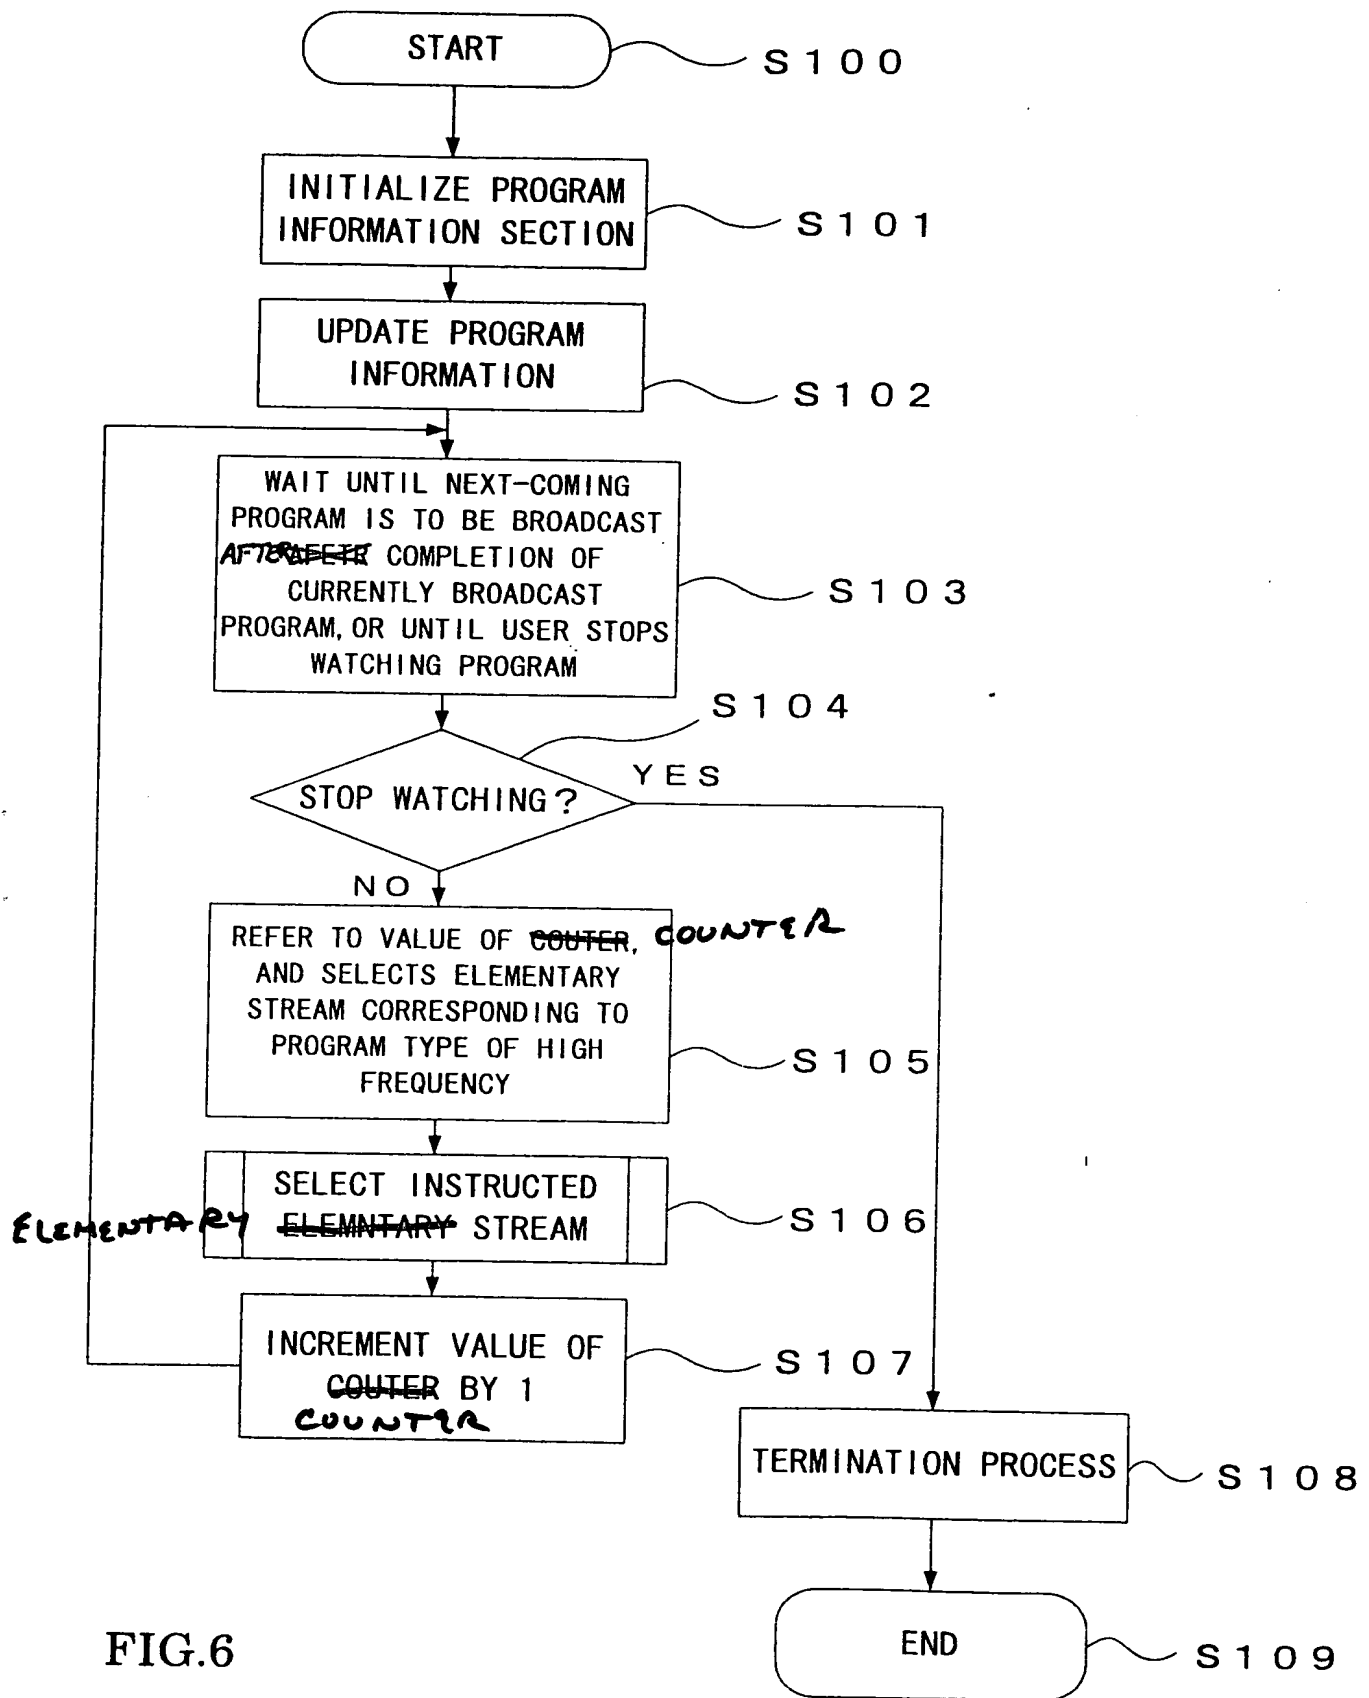 START
S100
INITIALIZE PROGRAM
INFORMATION SECTION
S101
UPDATE PROGRAM
INFORMATION
S102
WAIT UNTIL NEXT-COMING
PROGRAM IS TO BE BROADCAST
AFTER AFETR COMPLETION OF
CURRENTLY BROADCAST
PROGRAM, OR UNTIL USER STOPS
WATCHING PROGRAM
S103
S104
STOP WATCHING?
YES
NO
REFER TO VALUE OF COUTER, COUNTER
AND SELECTS ELEMENTARY
STREAM CORRESPONDING TO
PROGRAM TYPE OF HIGH
FREQUENCY
S105
SELECT INSTRUCTED
ELEMENTARY ELEMNTARY STREAM
S106
INCREMENT VALUE OF
COUTER BY 1
COUNTER
S107
TERMINATION PROCESS
S108
END
S109
FIG.6